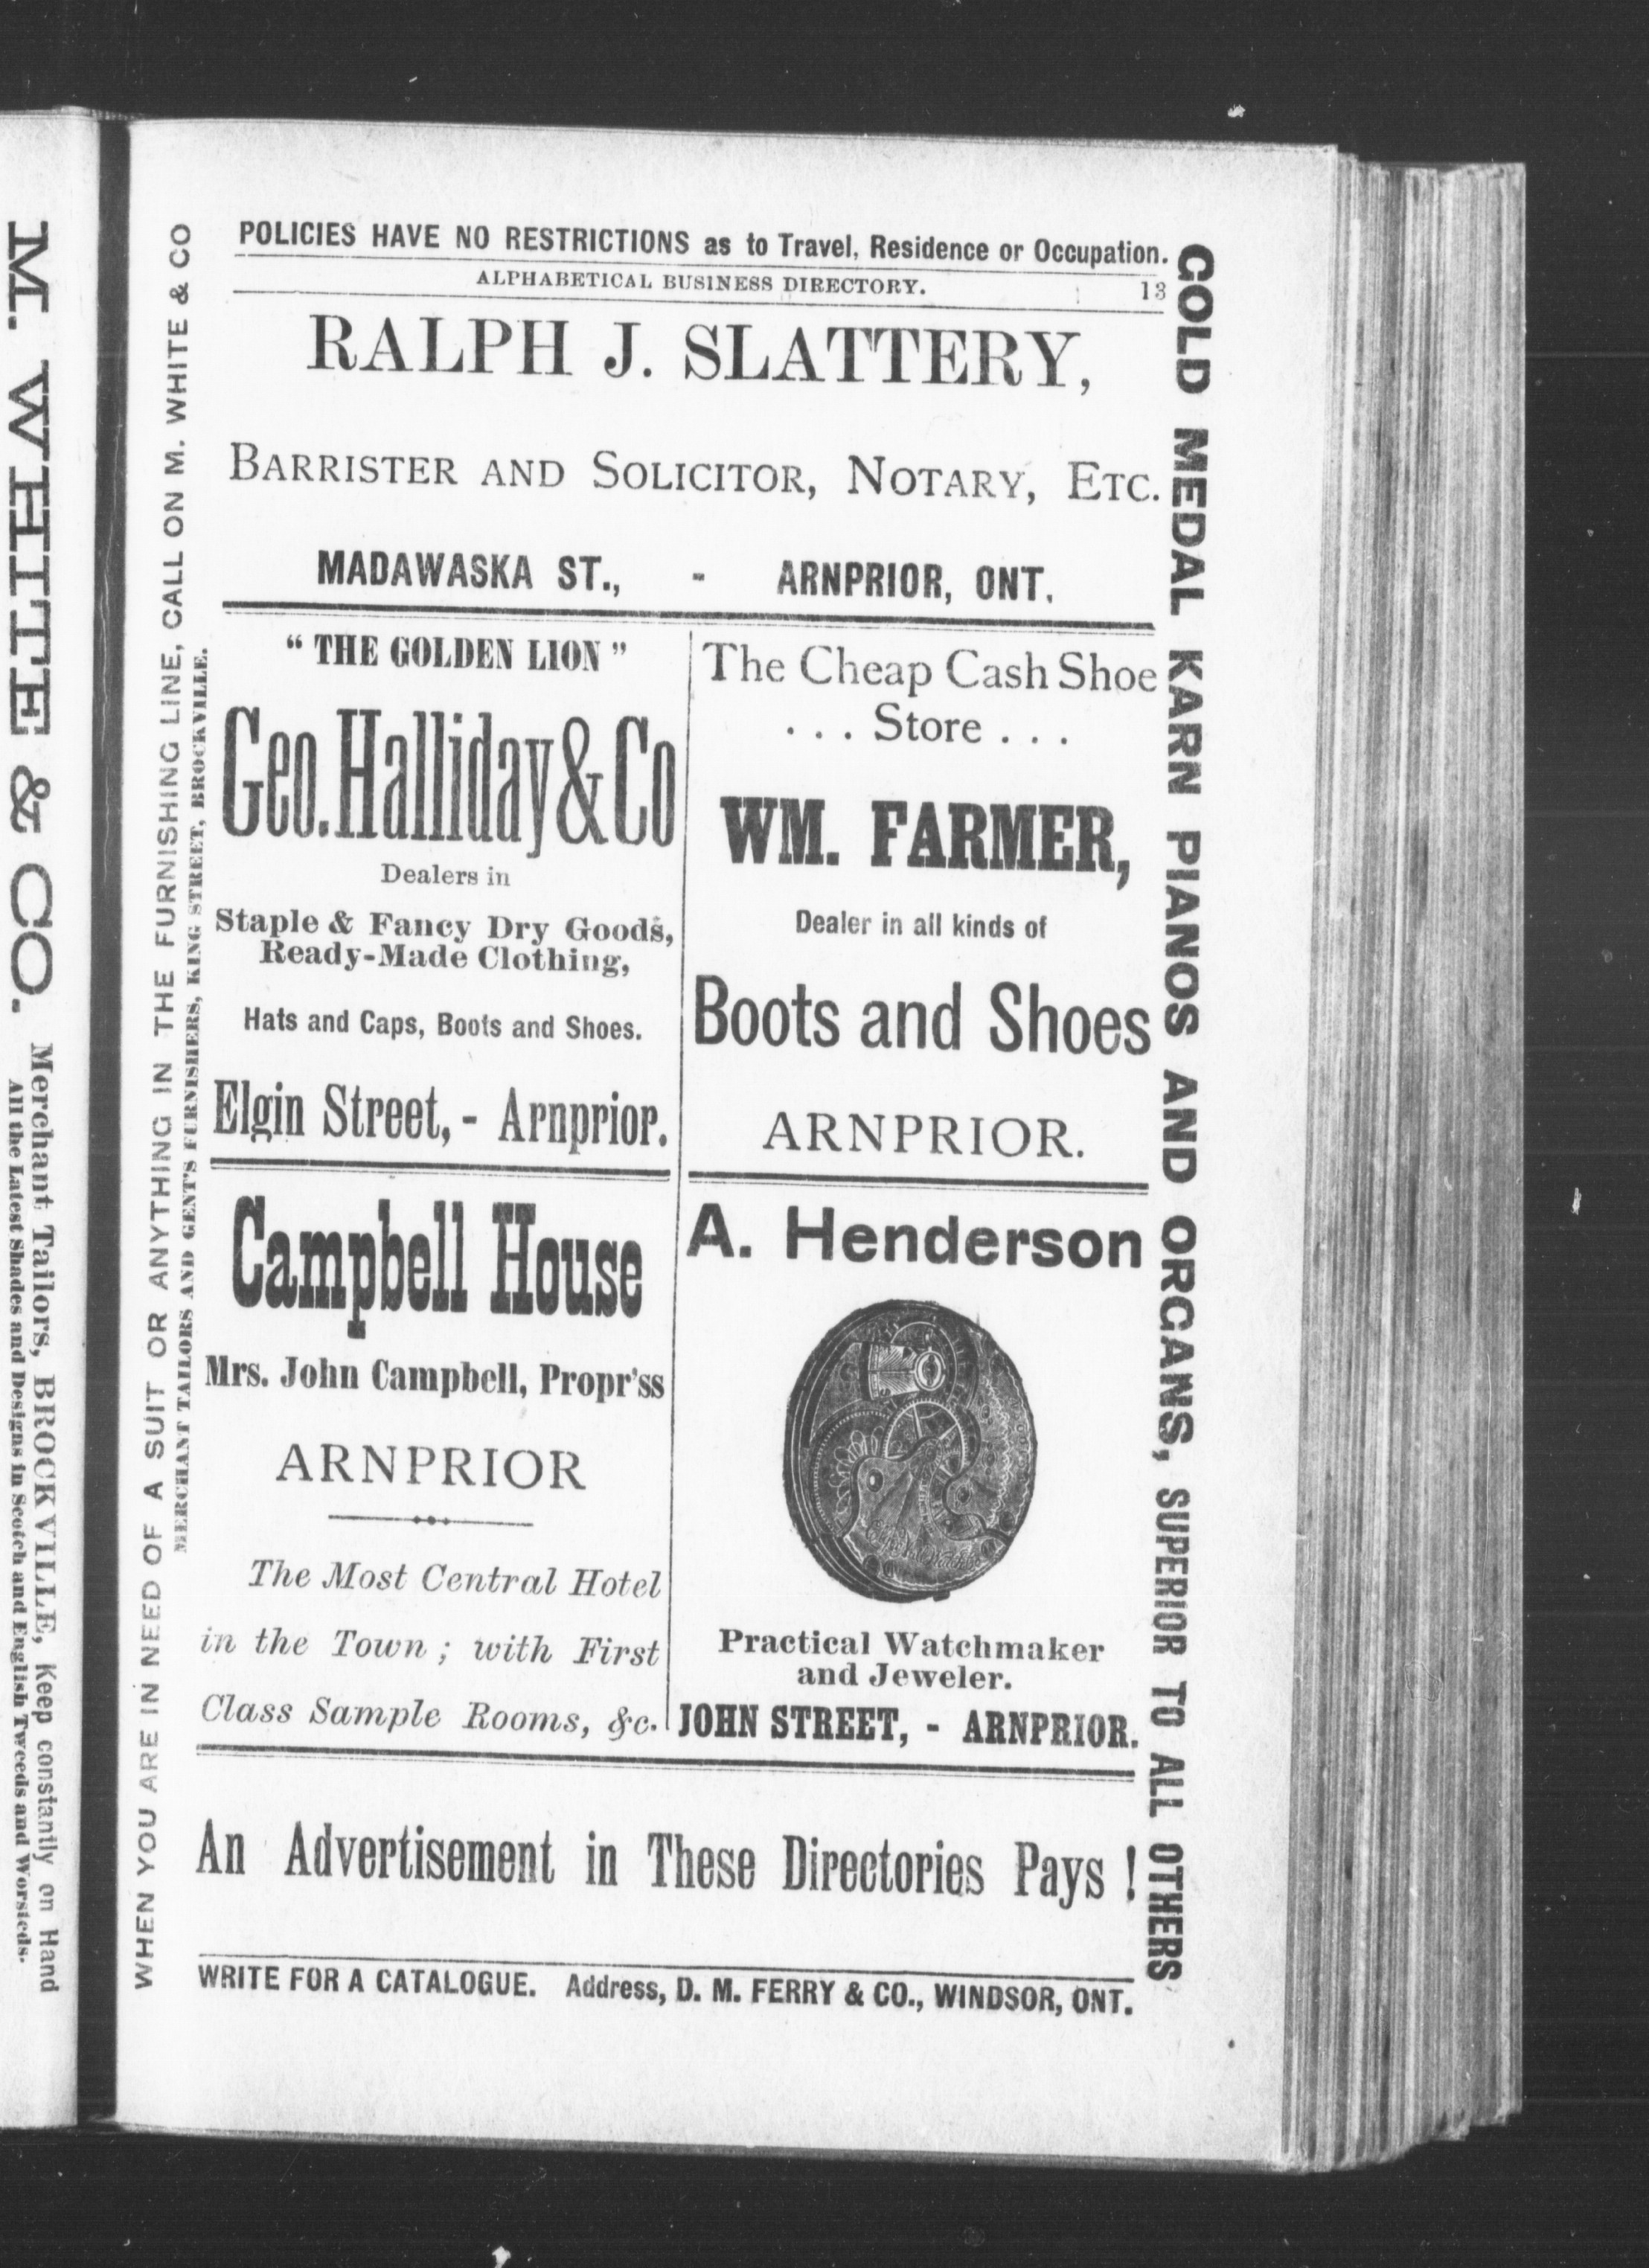 M. WHITE & CO. Merchant Tailors, BROCKVILLE, Keep constantly on Hand
All the Latest Shades and Designs in Scotch and English Tweeds and Worsteds.
WHEN YOU ARE IN NEED OF A SUIT OR ANYTHING IN THE FURNISHING LINE, CALL ON M. WHITE & CO
MERCHANT TAILORS AND GENT'S FURNISHERS, KING STREET, BROCKVILLE.
POLICIES HAVE NO RESTRICTIONS as to Travel, Residence or Occupation.
ALPHABETICAL BUSINESS DIRECTORY. 13
RALPH J. SLATTERY,
BARRISTER AND SOLICITOR, NOTARY, ETC.
MADAWASKA ST., - ARNPRIOR, ONT.
"THE GOLDEN LION"
Geo. Halliday & Co
Dealers in
Staple & Fancy Dry Goods,
Ready-Made Clothing,
Hats and Caps, Boots and Shoes.
Elgin Street, - Arnprior.
The Cheap Cash Shoe
. . . Store . . .
WM. FARMER,
Dealer in all kinds of
Boots and Shoes
ARNPRIOR.
Campbell House
Mrs. John Campbell, Propr'ss
ARNPRIOR
The Most Central Hotel
in the Town ; with First
Class Sample Rooms, &c.
A. Henderson
Practical Watchmaker
and Jeweler.
JOHN STREET, - ARNPRIOR.
An Advertisement in These Directories Pays !
WRITE FOR A CATALOGUE. Address, D. M. FERRY & CO., WINDSOR, ONT.
GOLD MEDAL KARN PIANOS AND ORGANS, SUPERIOR TO ALL OTHERS